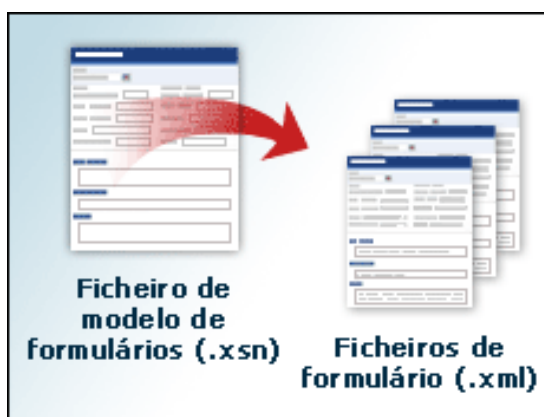 Ficheiro de
modelo de
formulários (.xsn)
Ficheiros de
formulário (.xml)